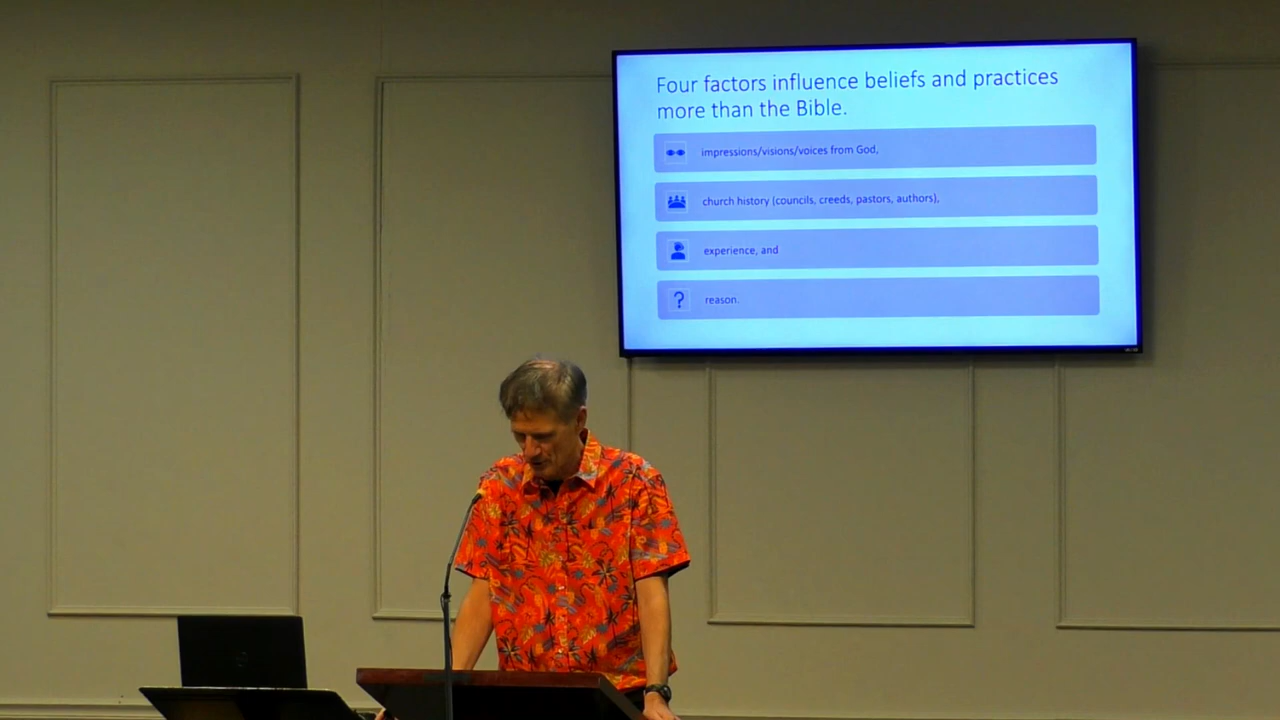 Four factors influence beliefs and practices
more than the Bible.
impressions/visions/voices from God,
church history (councils, creeds, pastors, authors),
experience, and
? reason.